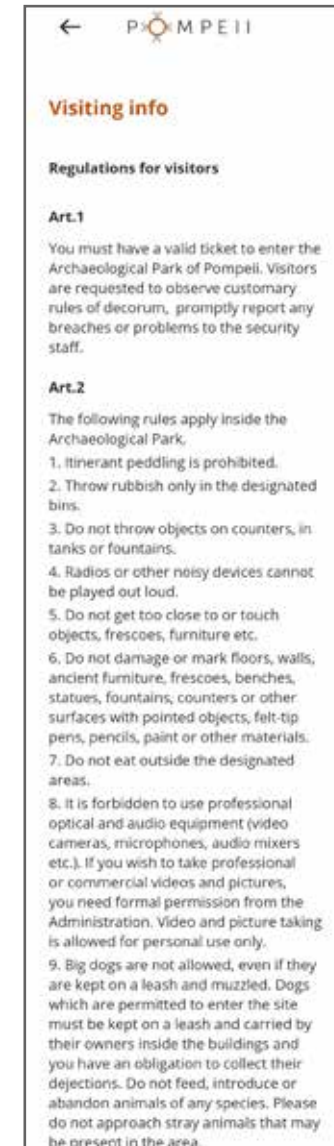 POMPEII
Visiting info
Regulations for visitors
Art.1
You must have a valid ticket to enter the
Archaeological Park of Pompeii. Visitors
are requested to observe customary
rules of decorum, promptly report any
breaches or problems to the security
staff.
Art.2
The following rules apply inside the
Archaeological Park.
1. Itinerant peddling is prohibited.
2. Throw rubbish only in the designated
bins.
3. Do not throw objects on counters, in
tanks or fountains.
4. Radios or other noisy devices cannot
be played out loud.
5. Do not get too close to or touch
objects, frescoes, furniture etc.
6. Do not damage or mark floors, walls,
ancient furniture, frescoes, benches,
statues, fountains, counters or other
surfaces with pointed objects, felt-tip
pens, pencils, paint or other materials.
7. Do not eat outside the designated
areas.
8. It is forbidden to use professional
optical and audio equipment (video
cameras, microphones, audio mixers
etc.). If you wish to take professional
or commercial videos and pictures,
you need formal permission from the
Administration. Video and picture taking
is allowed for personal use only.
9. Big dogs are not allowed, even if they
are kept on a leash and muzzled. Dogs
which are permitted to enter the site
must be kept on a leash and carried by
their owners inside the buildings and
you have an obligation to collect their
dejections. Do not feed, introduce or
abandon animals of any species. Please
do not approach stray animals that may
be present in the area.